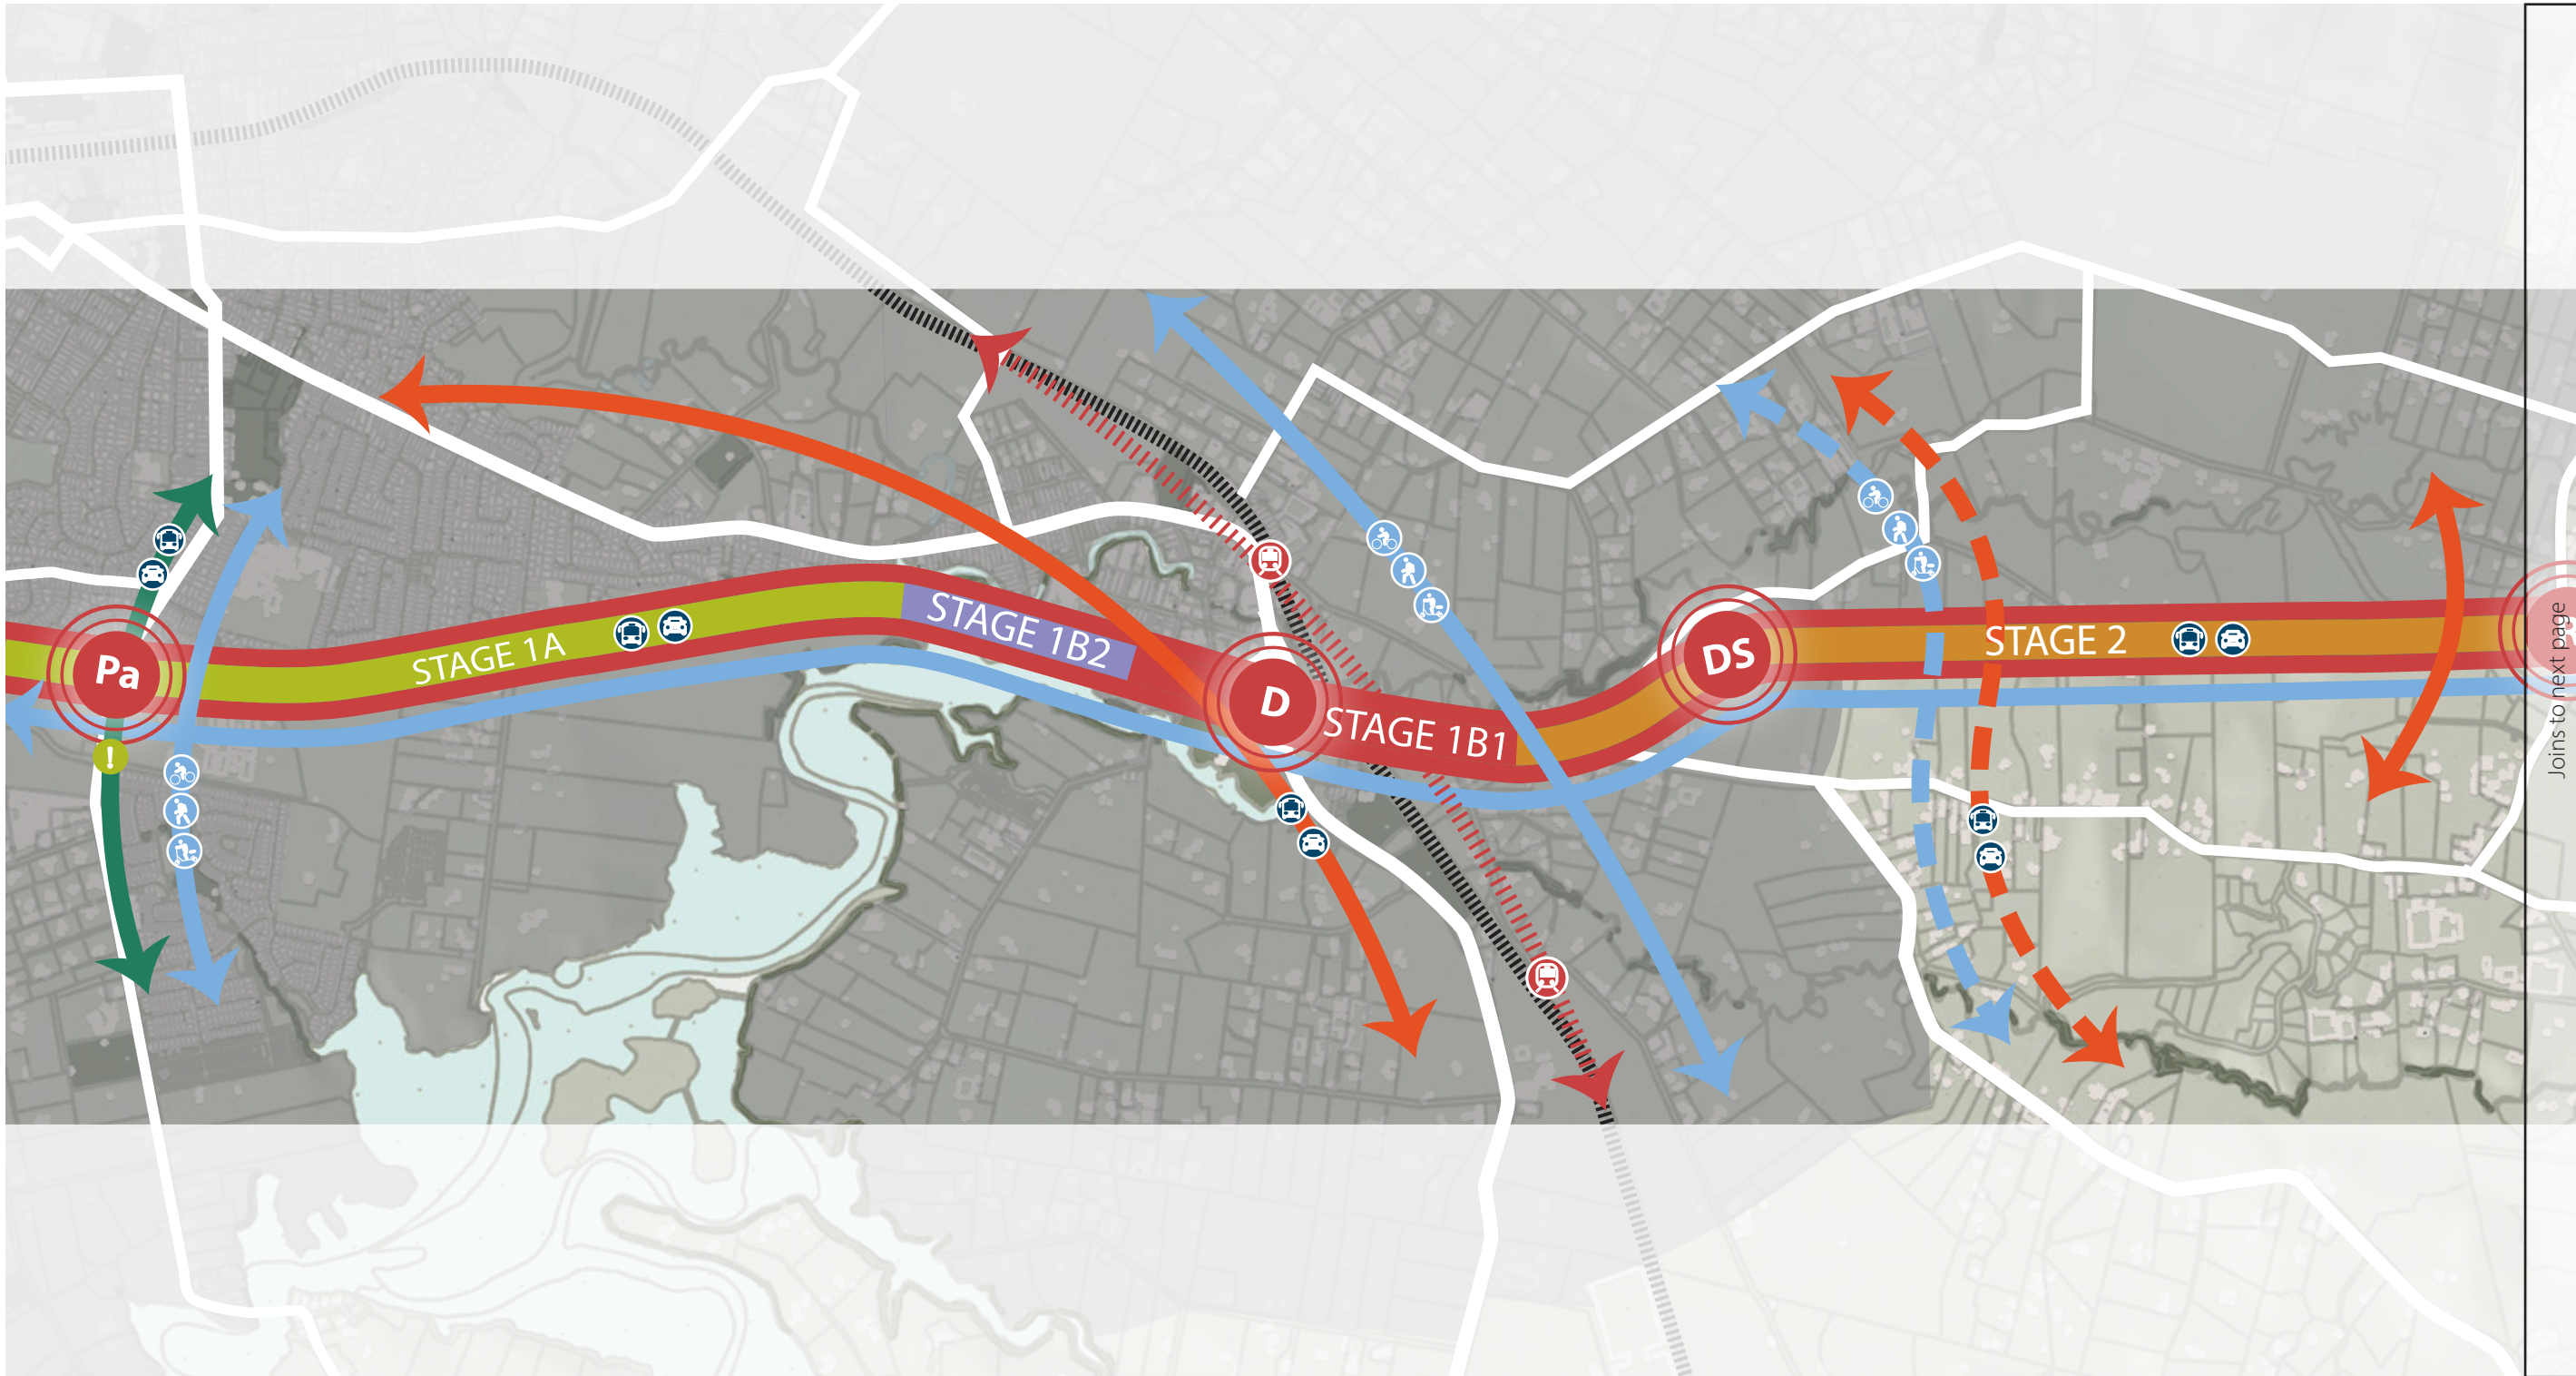 Pa
!
STAGE 1A
STAGE 1B2
D
STAGE 1B1
DS
STAGE 2
Joins to next page